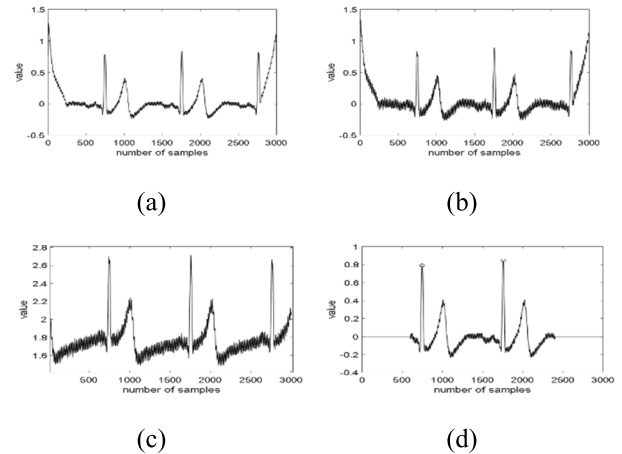 1.5
1
0.5
0
-0.5
value
0 500 1000 1500 2000 2500 3000
number of samples
(a)
1.5
1
0.5
0
-0.5
value
0 500 1000 1500 2000 2500 3000
number of samples
(b)
2.8
2.6
2.4
2.2
2
1.8
1.6
value
500 1000 1500 2000 2500 3000
number of samples
(c)
1
0.8
0.6
0.4
0.2
0
-0.2
-0.4
value
0 500 1000 1500 2000 2500 3000
number of samples
(d)